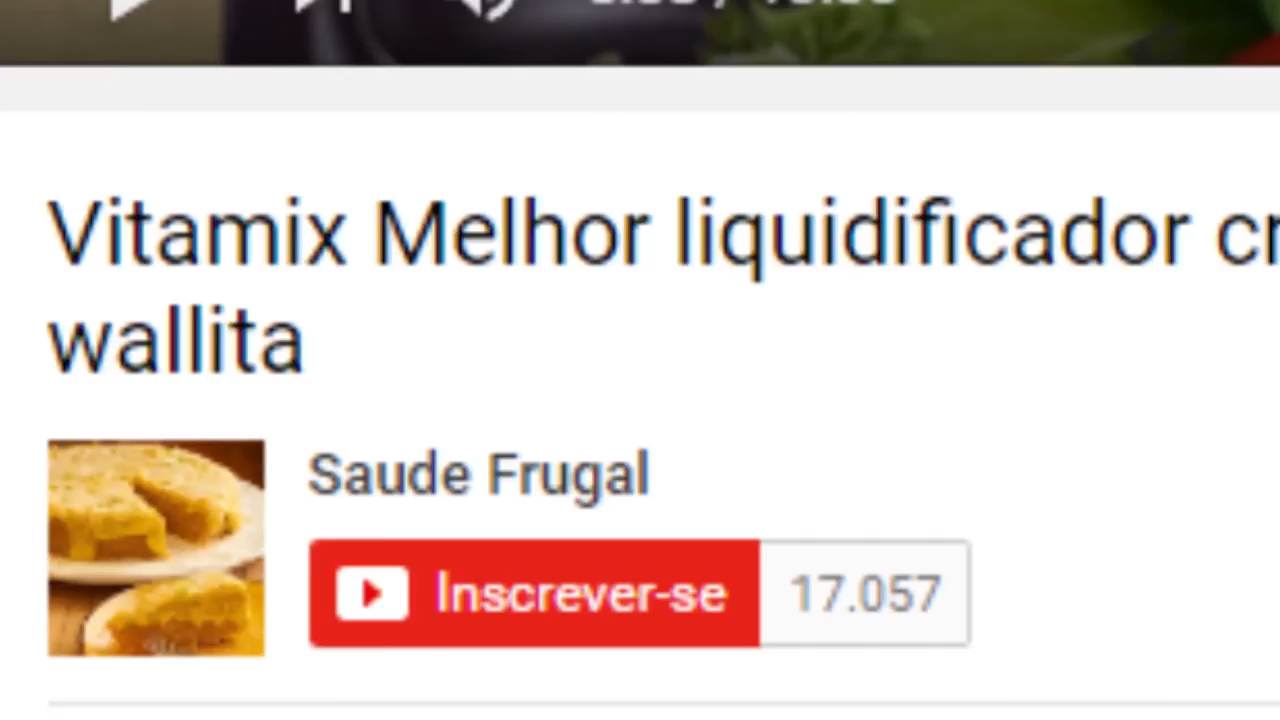 Vitamix Melhor liquidificador
wallita
Saude Frugal
Inscrever-se 17.057